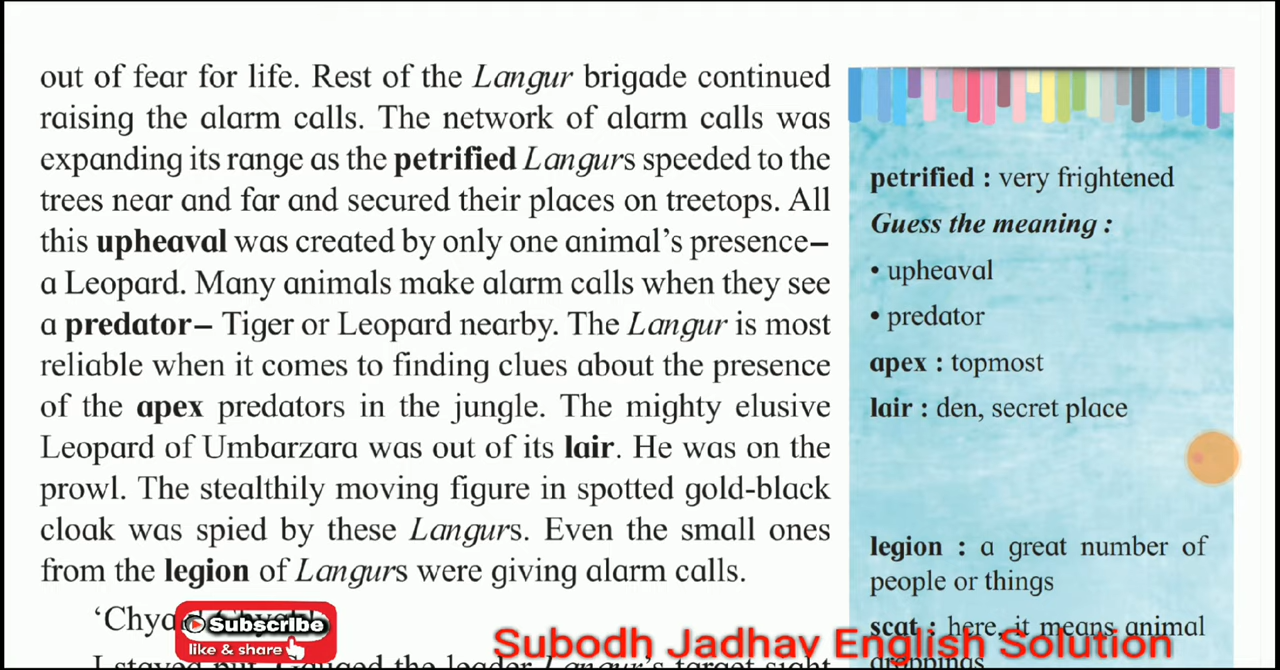 out of fear for life. Rest of the Langur brigade continued
raising the alarm calls. The network of alarm calls was
expanding its range as the petrified Langurs speeded to the
trees near and far and secured their places on treetops. All
this upheaval was created by only one animal's presence–
a Leopard. Many animals make alarm calls when they see
a predator– Tiger or Leopard nearby. The Langur is most
reliable when it comes to finding clues about the presence
of the apex predators in the jungle. The mighty elusive
Leopard of Umbarzara was out of its lair. He was on the
prowl. The stealthily moving figure in spotted gold-black
cloak was spied by these Langurs. Even the small ones
from the legion of Langurs were giving alarm calls.
I stayed put. the leader Langur's target sight
petrified : very frightened
Guess the meaning :
• upheaval
• predator
apex : topmost
lair : den, secret place
legion : a great number of
people or things
scat : here, it means animal
droppings
Subscribe
like & share
Subodh Jadhav English Solution